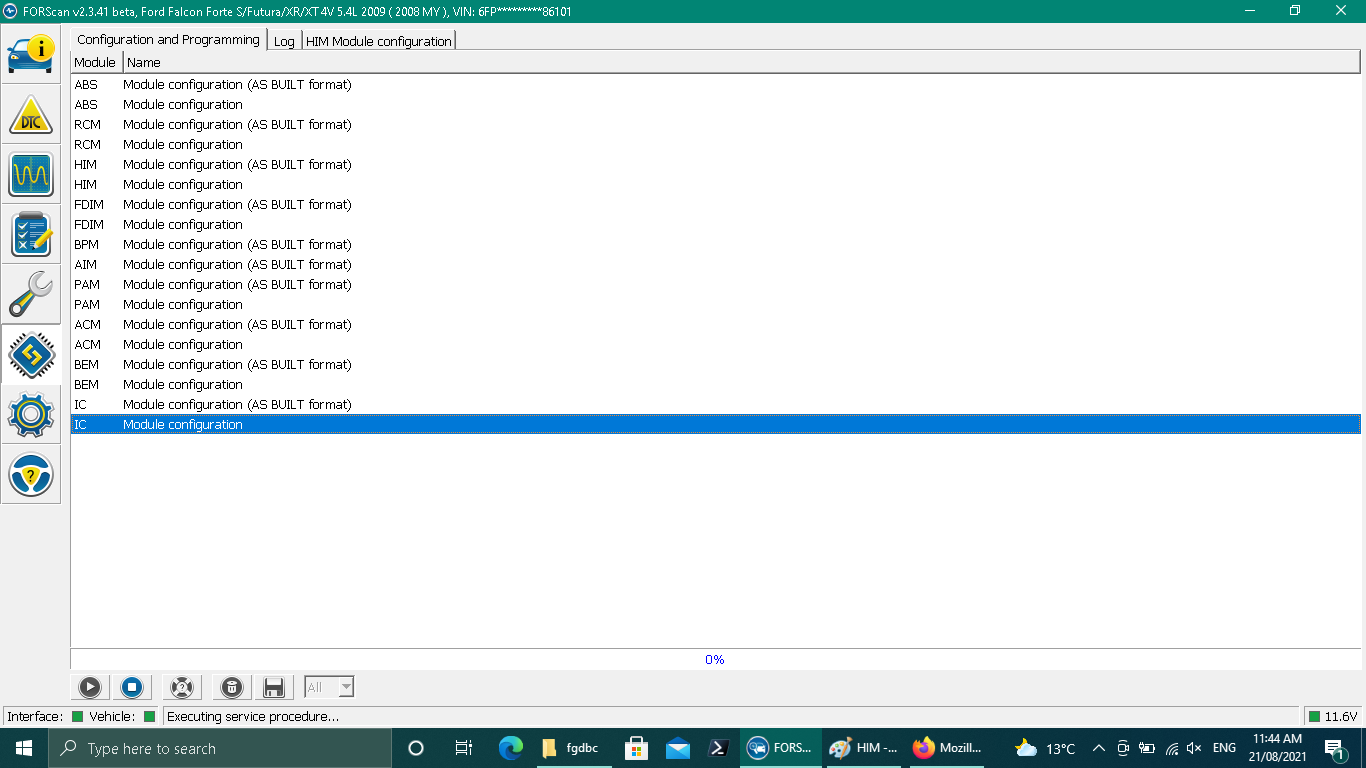 FORScan v2.3.41 beta, Ford Falcon Forte S/Futura/XR/XT4V 5.4L 2009 ( 2008 MY ), VIN: 6FP*********86101
Configuration and Programming Log HIM Module configuration
Module Name
ABS Module configuration (AS BUILT format)
ABS Module configuration
RCM Module configuration (AS BUILT format)
RCM Module configuration
HIM Module configuration (AS BUILT format)
HIM Module configuration
FDIM Module configuration (AS BUILT format)
FDIM Module configuration
BPM Module configuration (AS BUILT format)
AIM Module configuration (AS BUILT format)
PAM Module configuration (AS BUILT format)
PAM Module configuration
ACM Module configuration (AS BUILT format)
ACM Module configuration
BEM Module configuration (AS BUILT format)
BEM Module configuration
IC Module configuration (AS BUILT format)
IC Module configuration
DTC
0%
All
Interface: Vehicle: Executing service procedure... 11.6V
Type here to search fgdbc FORS... HIM -... Mozill... 13°C ENG 11:44 AM
21/08/2021 1